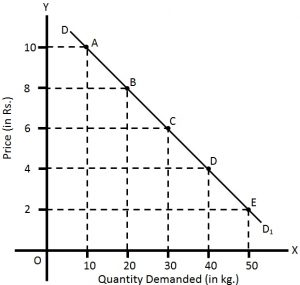 Y
D
10 A
8 B
6 C
4 D
2 E
D₁
O X
10 20 30 40 50
Quantity Demanded (in kg.)
Price (in Rs.)